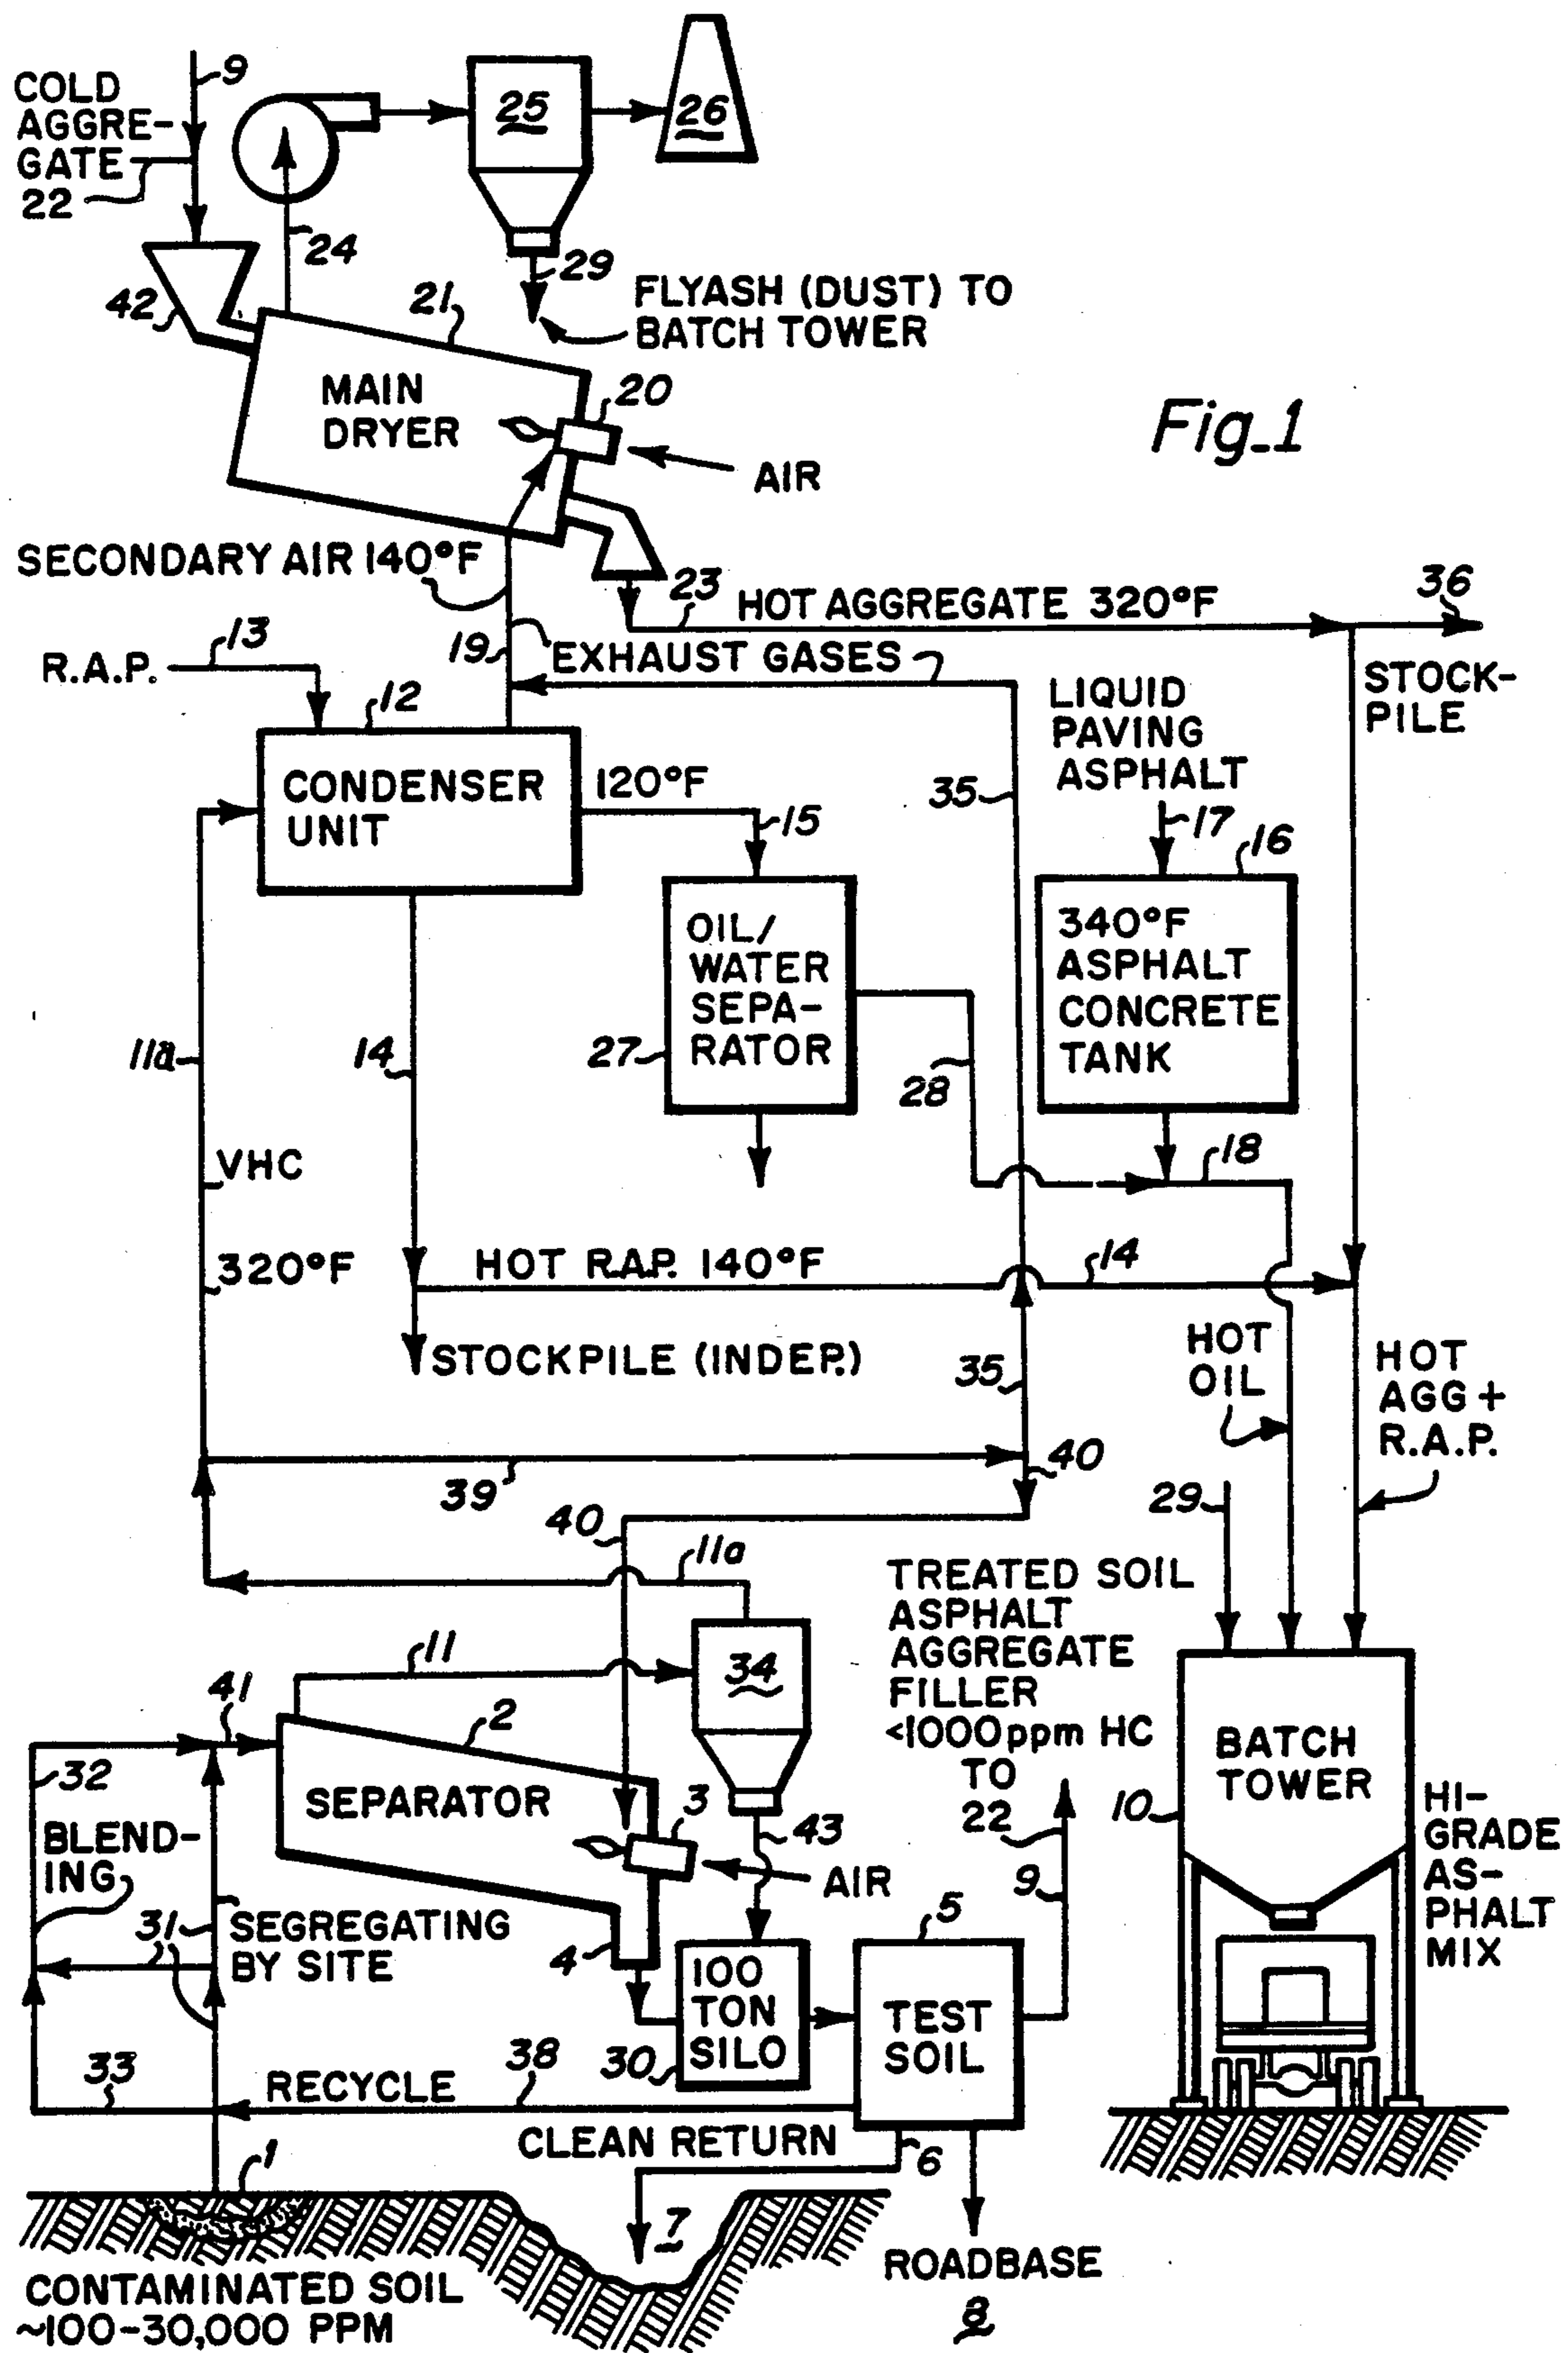 9
COLD
AGGRE-
GATE
22
24
25
26
29
FLYASH (DUST) TO
BATCH TOWER
42
21
MAIN
DRYER
20
AIR
Fig_1
SECONDARY AIR 140°F
23
HOT AGGREGATE 320°F
36
13
R.A.P.
19
EXHAUST GASES
STOCK-
PILE
12
CONDENSER
UNIT
120°F
15
35
LIQUID
PAVING
ASPHALT
17
16
OIL/
WATER
SEPA-
RATOR
27
28
340°F
ASPHALT
CONCRETE
TANK
18
11a
14
VHC
320°F
HOT R.A.P. 140°F
14
STOCKPILE (INDEP.)
35
HOT
OIL
HOT
AGG +
R.A.P.
39
40
40
29
11a
TREATED SOIL
ASPHALT
AGGREGATE
FILLER
<1000ppm HC
TO
22
9
11
34
41
2
SEPARATOR
3
43
AIR
32
BLEND-
ING
31
SEGREGATING
BY SITE
4
100
TON
SILO
30
5
TEST
SOIL
10
BATCH
TOWER
HI-
GRADE
AS-
PHALT
MIX
33
RECYCLE
38
CLEAN RETURN
6
1
7
ROADBASE
8
CONTAMINATED SOIL
~100-30,000 PPM